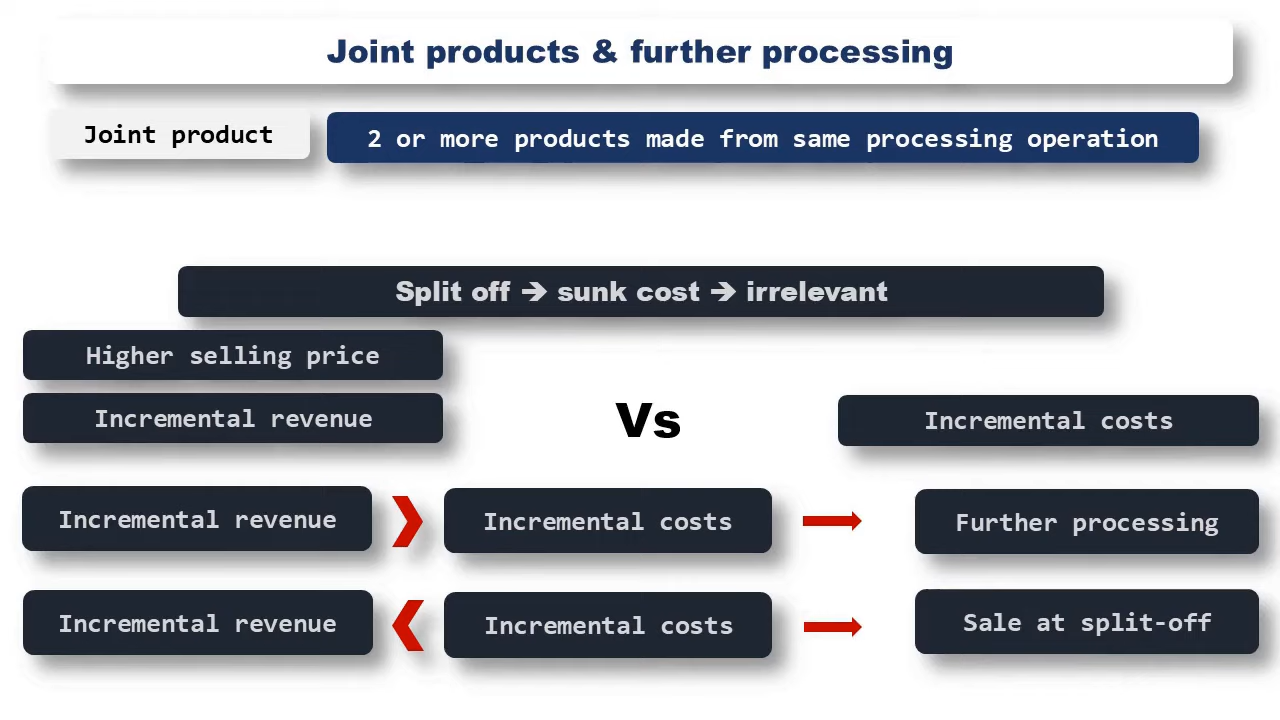 Joint products & further processing
Joint product
2 or more products made from same processing operation
Split off → sunk cost → irrelevant
Higher selling price
Incremental revenue
Vs
Incremental costs
Incremental revenue
Incremental costs
Further processing
Incremental revenue
Incremental costs
Sale at split-off